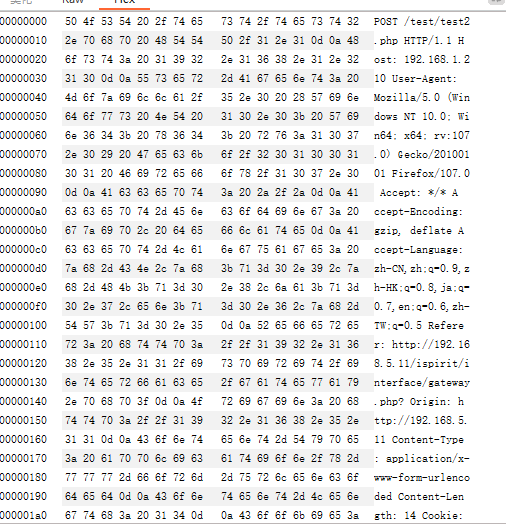 00000000 50 4f 53 54 20 2f 74 65 73 74 2f 74 65 73 74 32 POST /test/test2
00000010 2e 70 68 70 20 48 54 54 50 2f 31 2e 31 0d 0a 48 .php HTTP/1.1 H
00000020 6f 73 74 3a 20 31 39 32 2e 31 36 38 2e 31 2e 32 ost: 192.168.1.2
00000030 31 30 0d 0a 55 73 65 72 2d 41 67 65 6e 74 3a 20 10 User-Agent:
00000040 4d 6f 7a 69 6c 6c 61 2f 35 2e 30 20 28 57 69 6e Mozilla/5.0 (Win
00000050 64 6f 77 73 20 4e 54 20 31 30 2e 30 3b 20 57 69 dows NT 10.0; Wi
00000060 6e 36 34 3b 20 78 36 34 3b 20 72 76 3a 31 30 37 n64; x64; rv:107
00000070 2e 30 29 20 47 65 63 6b 6f 2f 32 30 31 30 30 31 .0) Gecko/201001
00000080 30 31 20 46 69 72 65 66 6f 78 2f 31 30 37 2e 30 01 Firefox/107.0
00000090 0d 0a 41 63 63 65 70 74 3a 20 2a 2f 2a 0d 0a 41 Accept: */* A
000000a0 63 63 65 70 74 2d 45 6e 63 6f 64 69 6e 67 3a 20 ccept-Encoding:
000000b0 67 7a 69 70 2c 20 64 65 66 6c 61 74 65 0d 0a 41 gzip, deflate A
000000c0 63 63 65 70 74 2d 4c 61 6e 67 75 61 67 65 3a 20 ccept-Language:
000000d0 7a 68 2d 43 4e 2c 7a 68 3b 71 3d 30 2e 39 2c 7a zh-CN,zh;q=0.9,z
000000e0 68 2d 48 4b 3b 71 3d 30 2e 38 2c 6a 61 3b 71 3d h-HK;q=0.8,ja;q=
000000f0 30 2e 37 2c 65 6e 3b 71 3d 30 2e 36 2c 7a 68 2d 0.7,en;q=0.6,zh-
00000100 54 57 3b 71 3d 30 2e 35 0d 0a 52 65 66 65 72 65 TW;q=0.5 Refere
00000110 72 3a 20 68 74 74 70 3a 2f 2f 31 39 32 2e 31 36 r: http://192.16
00000120 38 2e 35 2e 31 31 2f 69 73 70 69 72 69 74 2f 69 8.5.11/ispirit/i
00000130 6e 74 65 72 66 61 63 65 2f 67 61 74 65 77 61 79 nterface/gateway
00000140 2e 70 68 70 3f 0d 0a 4f 72 69 67 69 6e 3a 20 68 .php? Origin: h
00000150 74 74 70 3a 2f 2f 31 39 32 2e 31 36 38 2e 35 2e ttp://192.168.5.
00000160 31 31 0d 0a 43 6f 6e 74 65 6e 74 2d 54 79 70 65 11 Content-Type
00000170 3a 20 61 70 70 6c 69 63 61 74 69 6f 6e 2f 78 2d : application/x-
00000180 77 77 77 2d 66 6f 72 6d 2d 75 72 6c 65 6e 63 6f www-form-urlenco
00000190 64 65 64 0d 0a 43 6f 6e 74 65 6e 74 2d 4c 65 6e ded Content-Len
000001a0 67 74 68 3a 20 31 34 0d 0a 43 6f 6f 6b 69 65 3a gth: 14 Cookie: